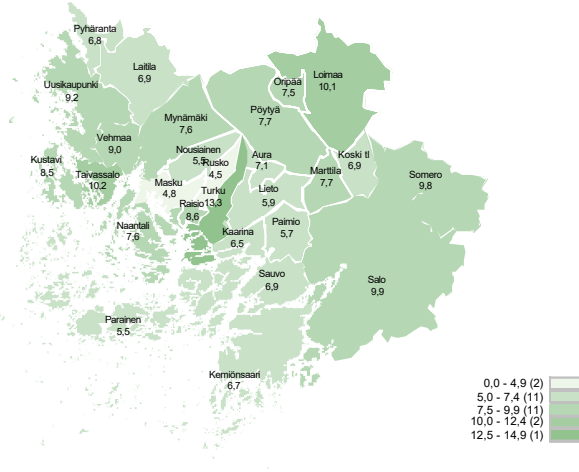 Pyhäranta
6,8
Laitila
6,9
Loimaa
10,1
Oripää
7,5
Uusikaupunki
9,2
Pöytyä
7,7
Mynämäki
7,6
Vehmaa
9,0
Nousiainen
5,5
Rusko
4,5
Aura
7,1
Koski tl
6,9
Kustavi
8,5
Taivassalo
10,2
Marttila
7,7
Somero
9,8
Masku
4,8
Turku
13,3
Lieto
5,9
Raisio
8,6
Naantali
7,6
Kaarina
6,5
Paimio
5,7
Sauvo
6,9
Salo
9,9
Parainen
5,5
Kemiönsaari
6,7
0,0 - 4,9 (2)
5,0 - 7,4 (11)
7,5 - 9,9 (11)
10,0 - 12,4 (2)
12,5 - 14,9 (1)